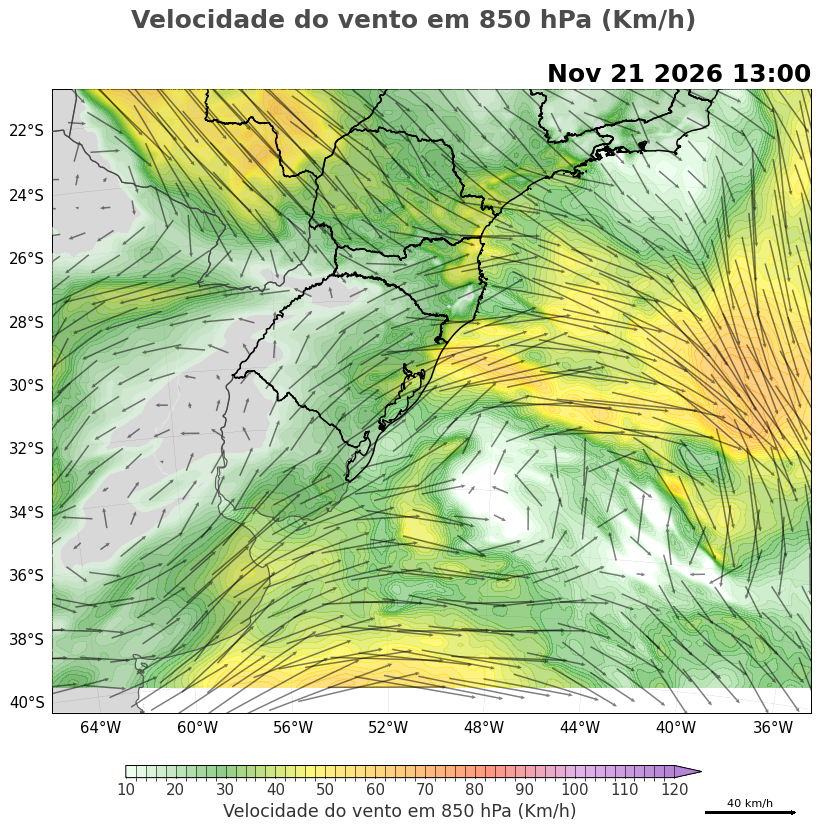 Velocidade do vento em 850 hPa (Km/h)
Nov 21 2026 13:00
22°S
24°S
26°S
28°S
30°S
32°S
34°S
36°S
38°S
40°S
64°W 60°W 56°W 52°W 48°W 44°W 40°W 36°W
10 20 30 40 50 60 70 80 90 100 110 120
Velocidade do vento em 850 hPa (Km/h)
40 km/h